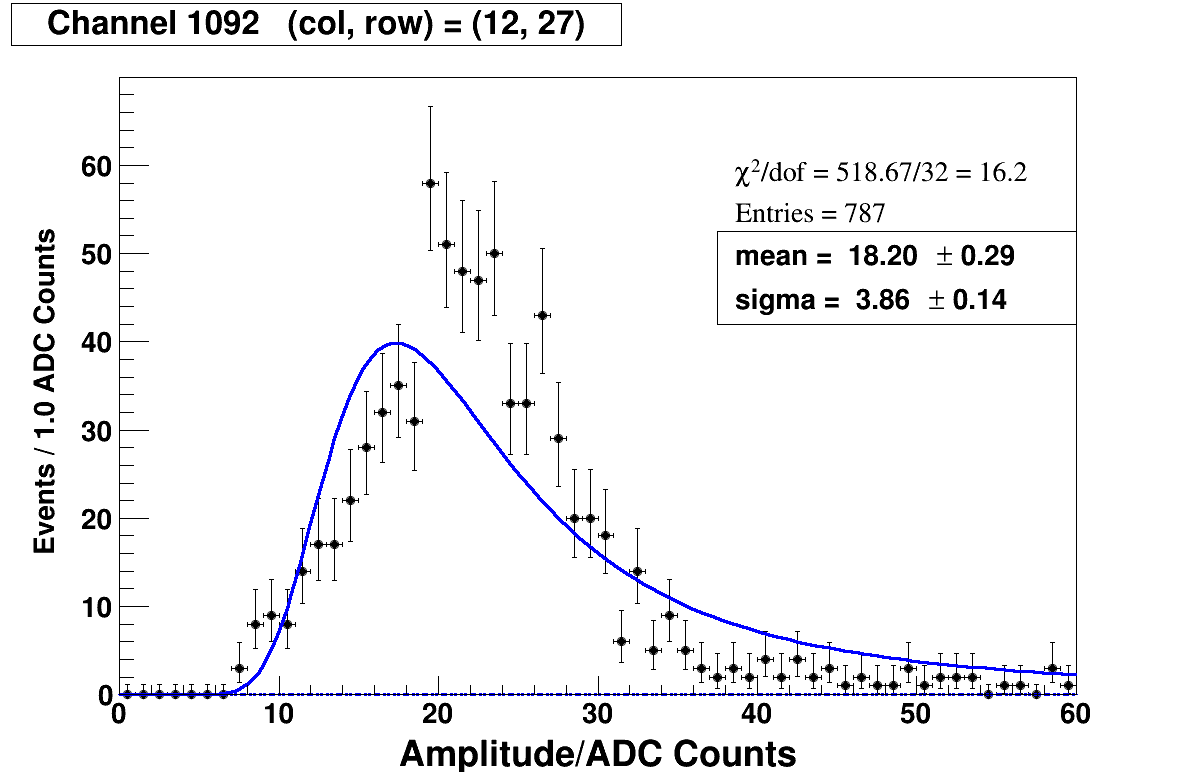 Channel 1092 (col, row) = (12, 27)
χ²/dof = 518.67/32 = 16.2
Entries = 787
mean = 18.20 ± 0.29
sigma = 3.86 ± 0.14
Events / 1.0 ADC Counts
60
50
40
30
20
10
0
0 10 20 30 40 50 60
Amplitude/ADC Counts